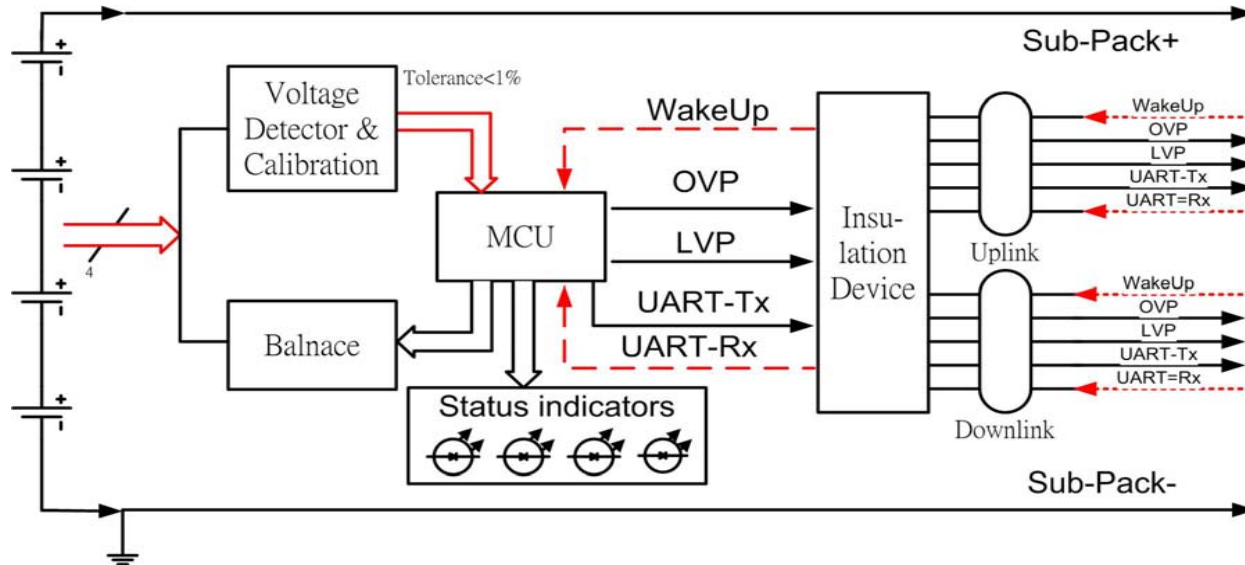 Sub-Pack+
Voltage
Detector &
Calibration
Tolerance<1%
WakeUp
OVP
LVP
UART-Tx
UART-Rx
MCU
4
Balnace
Status indicators
Insu-
lation
Device
WakeUp
OVP
LVP
UART-Tx
UART=Rx
Uplink
WakeUp
OVP
LVP
UART-Tx
UART=Rx
Downlink
Sub-Pack-